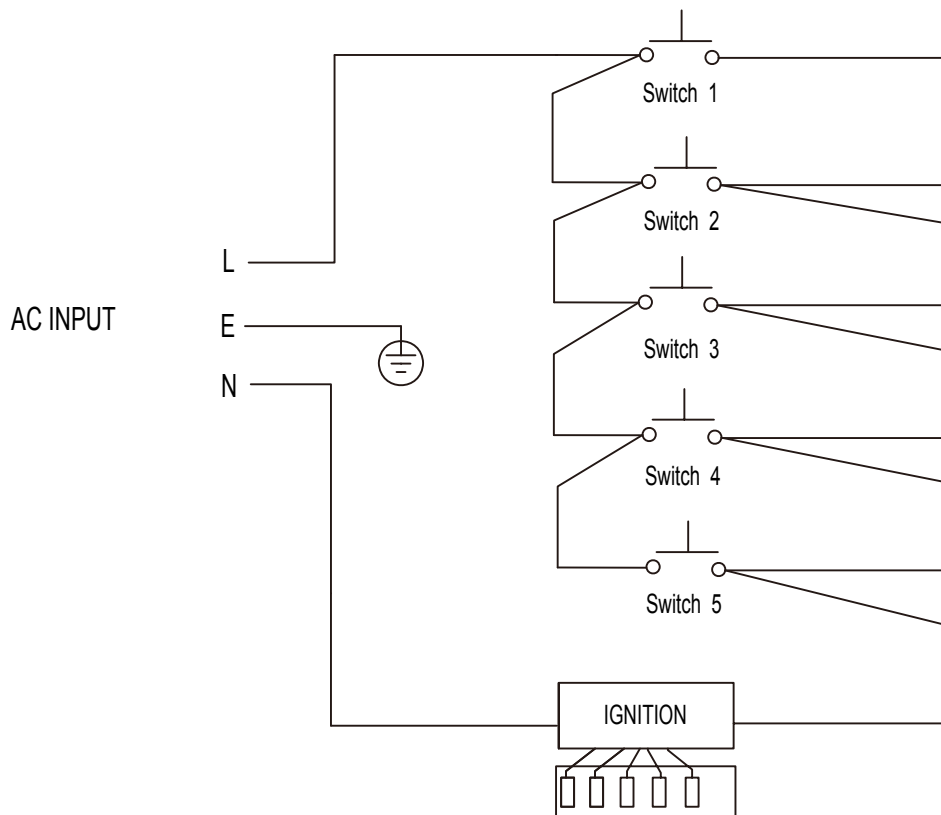 Switch 1
Switch 2
L
Switch 3
AC INPUT
E
N
Switch 4
Switch 5
IGNITION